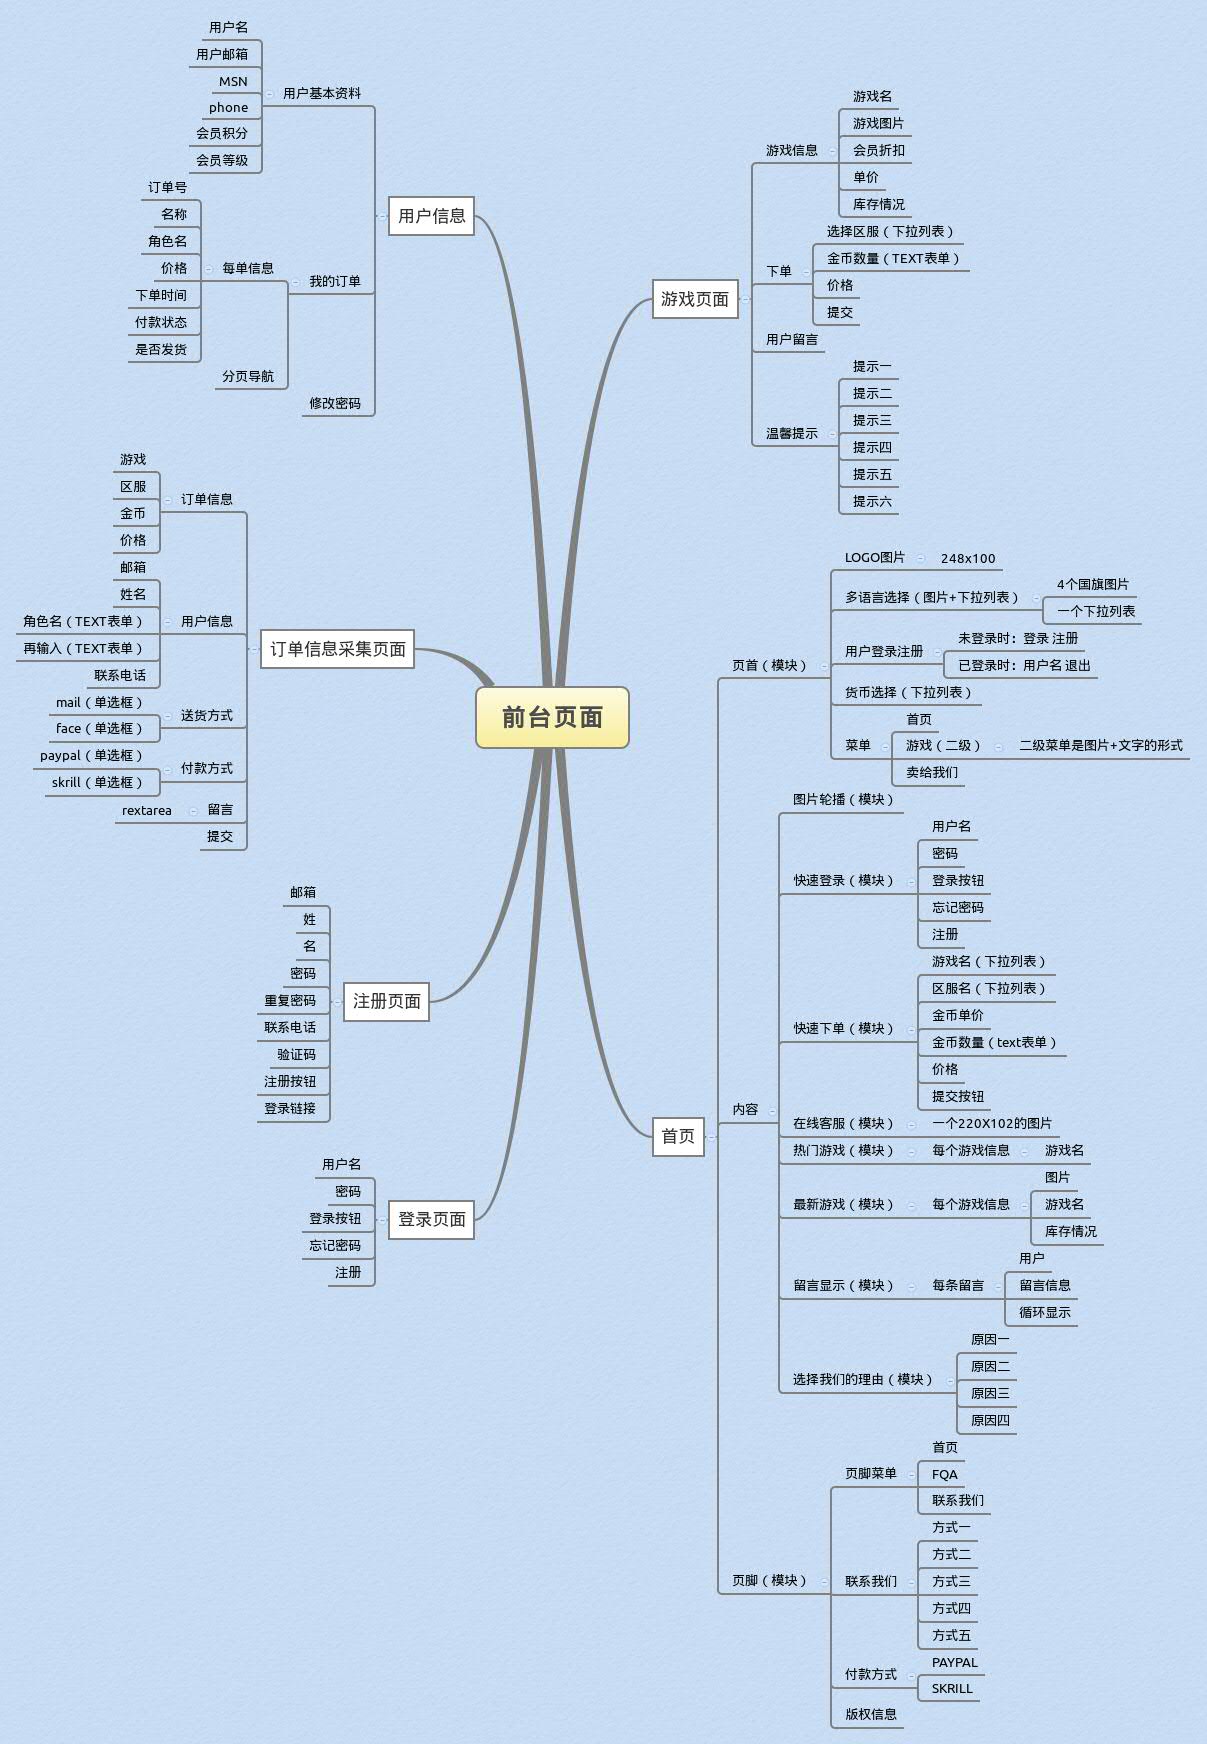 前台页面
用户信息
用户基本资料
用户名
用户邮箱
MSN
phone
会员积分
会员等级
我的订单
每单信息
订单号
名称
角色名
价格
下单时间
付款状态
是否发货
分页导航
修改密码
订单信息采集页面
订单信息
游戏
区服
金币
价格
用户信息
邮箱
姓名
角色名（TEXT表单）
再输入（TEXT表单）
联系电话
送货方式
mail（单选框）
face（单选框）
付款方式
paypal（单选框）
skrill（单选框）
留言
rextarea
提交
注册页面
邮箱
姓
名
密码
重复密码
联系电话
验证码
注册按钮
登录链接
登录页面
用户名
密码
登录按钮
忘记密码
注册
游戏页面
游戏信息
游戏名
游戏图片
会员折扣
单价
库存情况
下单
选择区服（下拉列表）
金币数量（TEXT表单）
价格
提交
用户留言
温馨提示
提示一
提示二
提示三
提示四
提示五
提示六
首页
页首（模块）
LOGO图片
248x100
多语言选择（图片+下拉列表）
4个国旗图片
一个下拉列表
用户登录注册
未登录时：登录 注册
已登录时：用户名 退出
货币选择（下拉列表）
菜单
首页
游戏（二级）
二级菜单是图片+文字的形式
卖给我们
内容
图片轮播（模块）
快速登录（模块）
用户名
密码
登录按钮
忘记密码
注册
快速下单（模块）
游戏名（下拉列表）
区服名（下拉列表）
金币单价
金币数量（text表单）
价格
提交按钮
在线客服（模块）
一个220X102的图片
热门游戏（模块）
每个游戏信息
游戏名
最新游戏（模块）
每个游戏信息
图片
游戏名
库存情况
留言显示（模块）
每条留言
用户
留言信息
循环显示
选择我们的理由（模块）
原因一
原因二
原因三
原因四
页脚（模块）
页脚菜单
首页
FQA
联系我们
联系我们
方式一
方式二
方式三
方式四
方式五
付款方式
PAYPAL
SKRILL
版权信息